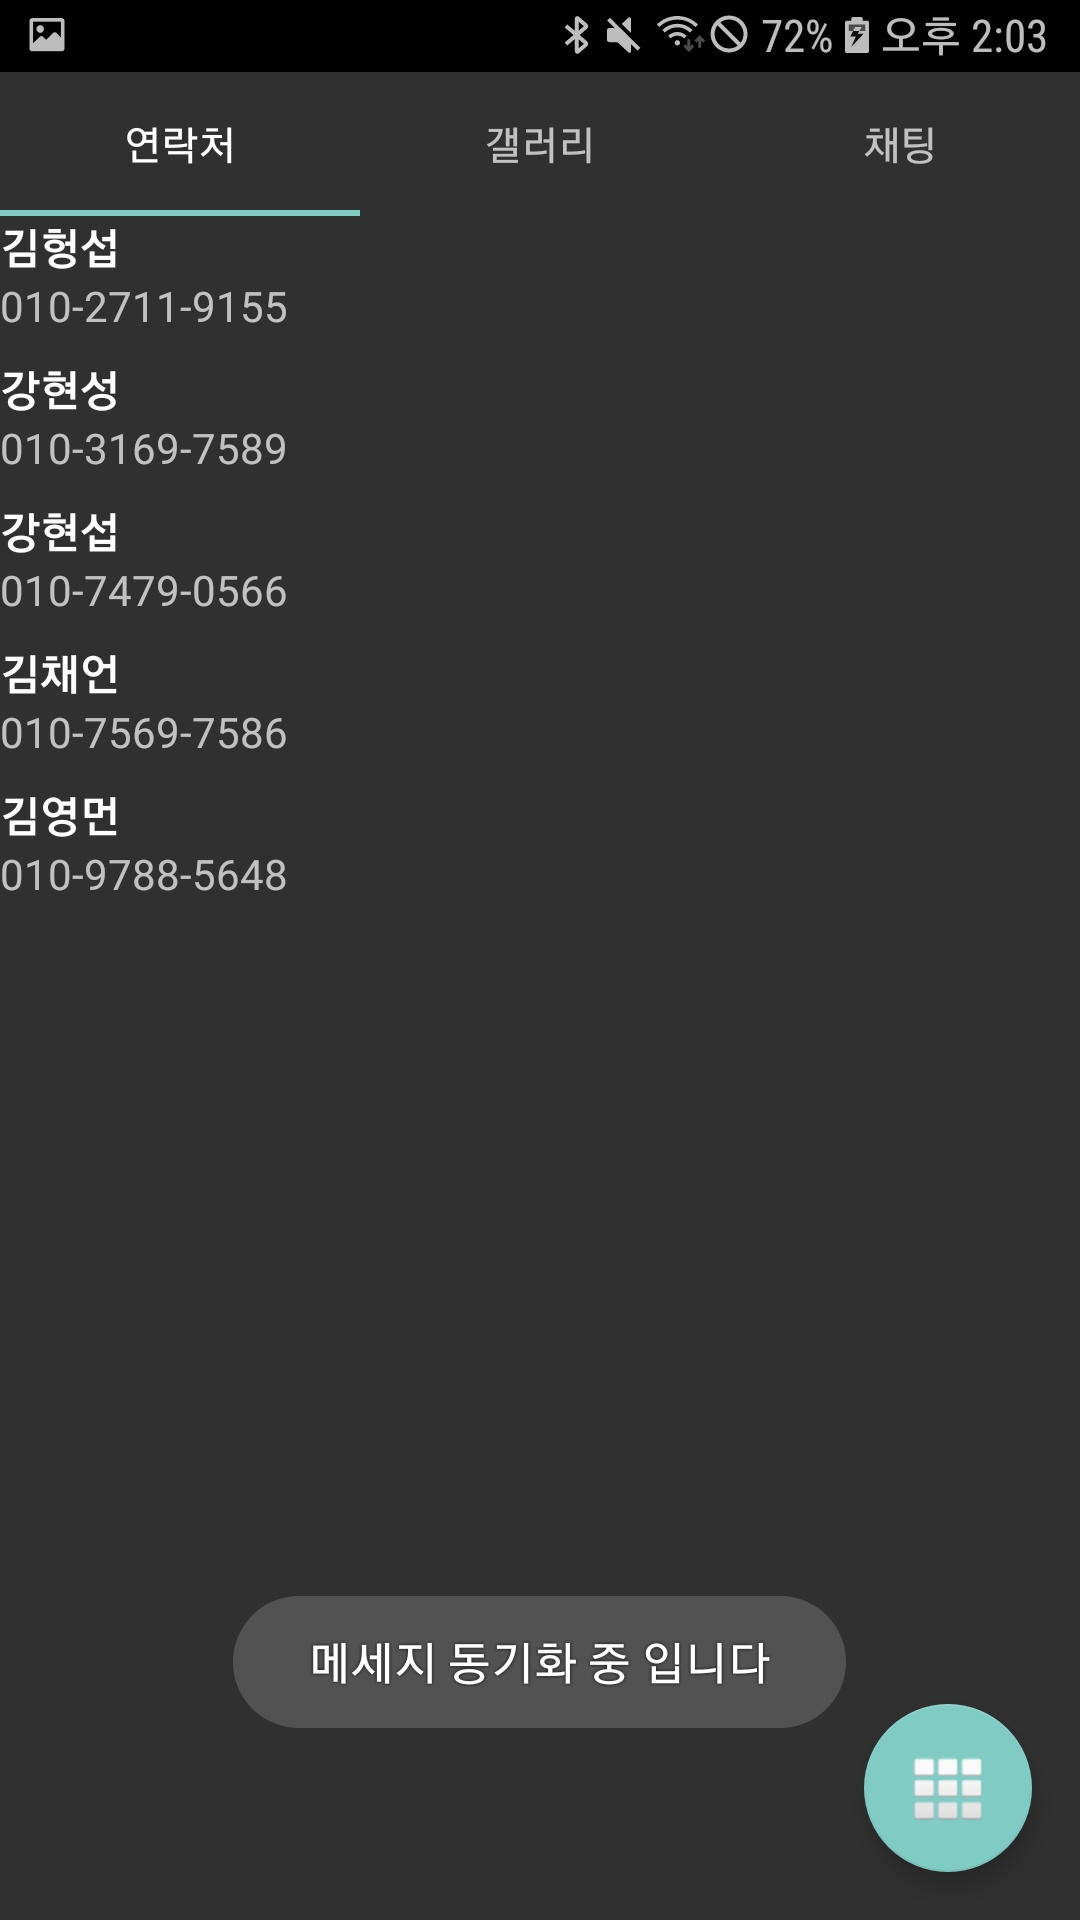 72% 오후 2:03
연락처 갤러리 채팅
김형섭
010-2711-9155
강현성
010-3169-7589
강현섭
010-7479-0566
김채언
010-7569-7586
김영먼
010-9788-5648
메세지 동기화 중 입니다